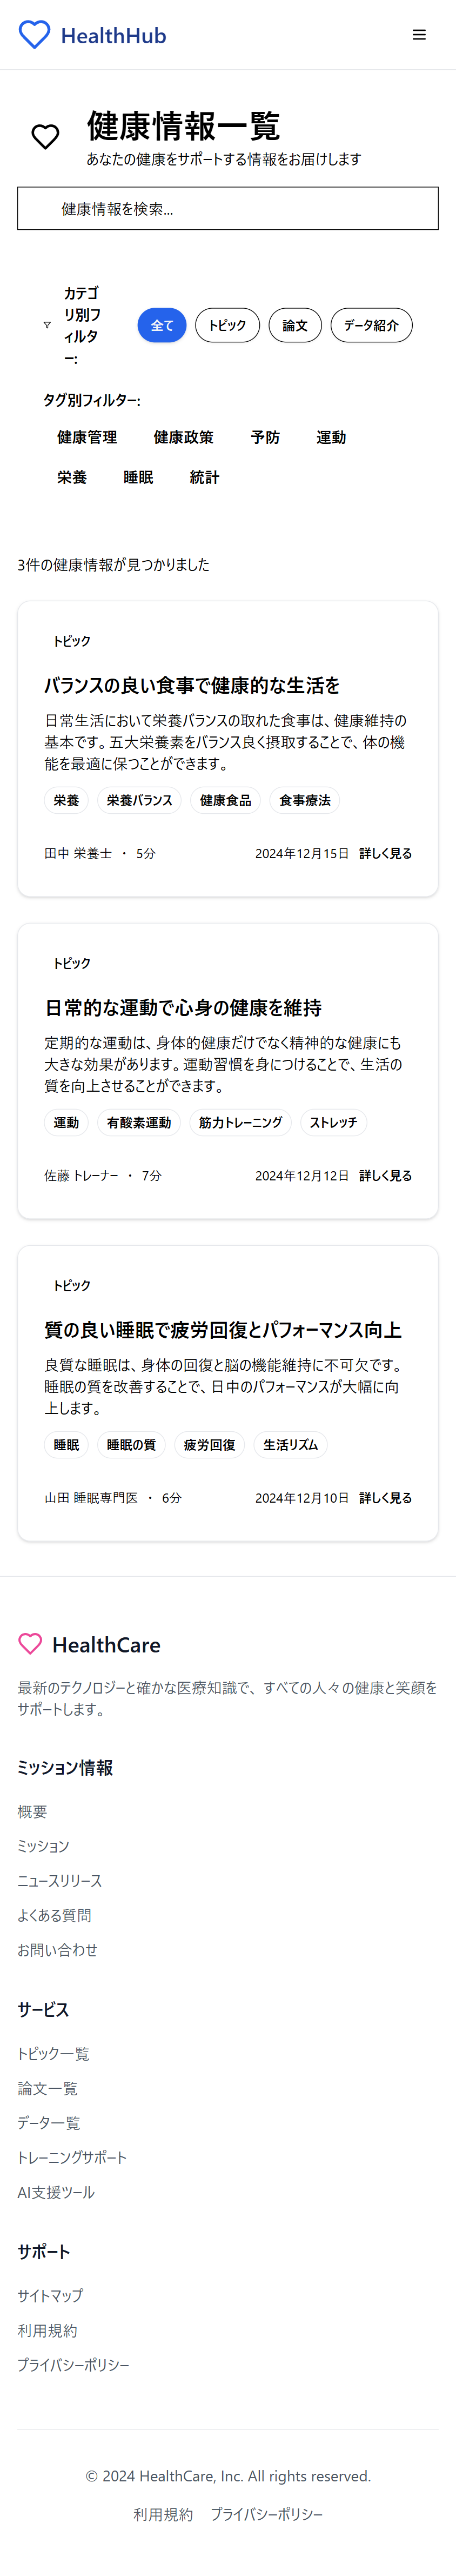 HealthHub
健康情報一覧
あなたの健康をサポートする情報をお届けします
健康情報を検索...
カテゴ
リ別フ
ィルタ
ー:
全て
トピック
論文
データ紹介
タグ別フィルター:
健康管理 健康政策 予防 運動
栄養 睡眠 統計
3件の健康情報が見つかりました
トピック
バランスの良い食事で健康的な生活を
日常生活において栄養バランスの取れた食事は、健康維持の
基本です。五大栄養素をバランス良く摂取することで、体の機
能を最適に保つことができます。
栄養 栄養バランス 健康食品 食事療法
田中 栄養士 ・ 5分 2024年12月15日 詳しく見る
トピック
日常的な運動で心身の健康を維持
定期的な運動は、身体的健康だけでなく精神的な健康にも
大きな効果があります。運動習慣を身につけることで、生活の
質を向上させることができます。
運動 有酸素運動 筋力トレーニング ストレッチ
佐藤 トレーナー ・ 7分 2024年12月12日 詳しく見る
トピック
質の良い睡眠で疲労回復とパフォーマンス向上
良質な睡眠は、身体の回復と脳の機能維持に不可欠です。
睡眠の質を改善することで、日中のパフォーマンスが大幅に向
上します。
睡眠 睡眠の質 疲労回復 生活リズム
山田 睡眠専門医 ・ 6分 2024年12月10日 詳しく見る
HealthCare
最新のテクノロジーと確かな医療知識で、すべての人々の健康と笑顔を
サポートします。
ミッション情報
概要
ミッション
ニュースリリース
よくある質問
お問い合わせ
サービス
トピック一覧
論文一覧
データ一覧
トレーニングサポート
AI支援ツール
サポート
サイトマップ
利用規約
プライバシーポリシー
© 2024 HealthCare, Inc. All rights reserved.
利用規約 プライバシーポリシー